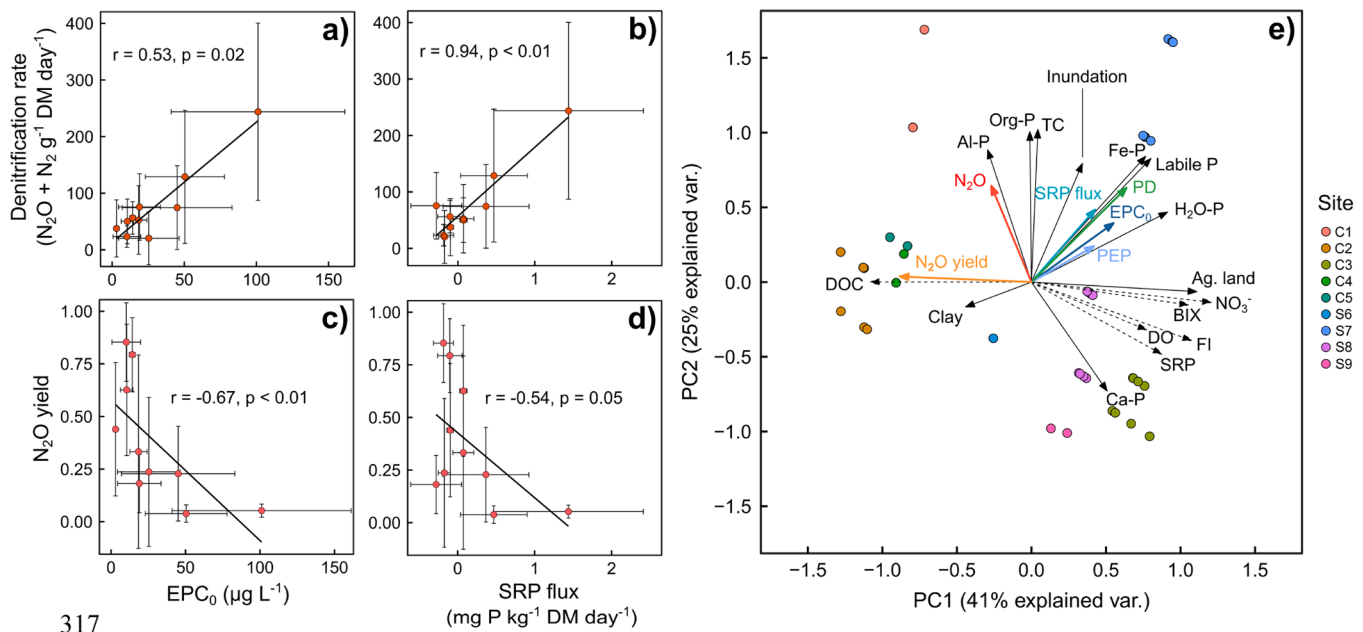 a)
r = 0.53, p = 0.02
Denitrification rate
(N₂O + N₂ g⁻¹ DM day⁻¹)
400
300
200
100
0
0
50
100
150
b)
r = 0.94, p < 0.01
400
300
200
100
0
0
1
2
c)
r = -0.67, p < 0.01
N₂O yield
1.00
0.75
0.50
0.25
0.00
0
50
100
150
EPC₀ (µg L⁻¹)
d)
r = -0.54, p = 0.05
1.00
0.75
0.50
0.25
0.00
0
1
2
SRP flux
(mg P kg⁻¹ DM day⁻¹)
e)
PC2 (25% explained var.)
1.5
1.0
0.5
0.0
−0.5
−1.0
−1.5
Inundation
Org-P
TC
Al-P
Fe-P
Labile P
N₂O
SRP flux
PD
EPC₀
H₂O-P
PEP
N₂O yield
DOC
Clay
Ag. land
NO₃⁻
BIX
DO
FI
SRP
Ca-P
−1.5
−1.0
−0.5
0.0
0.5
1.0
1.5
PC1 (41% explained var.)
Site
C1
C2
C3
C4
C5
S6
S7
S8
S9
317